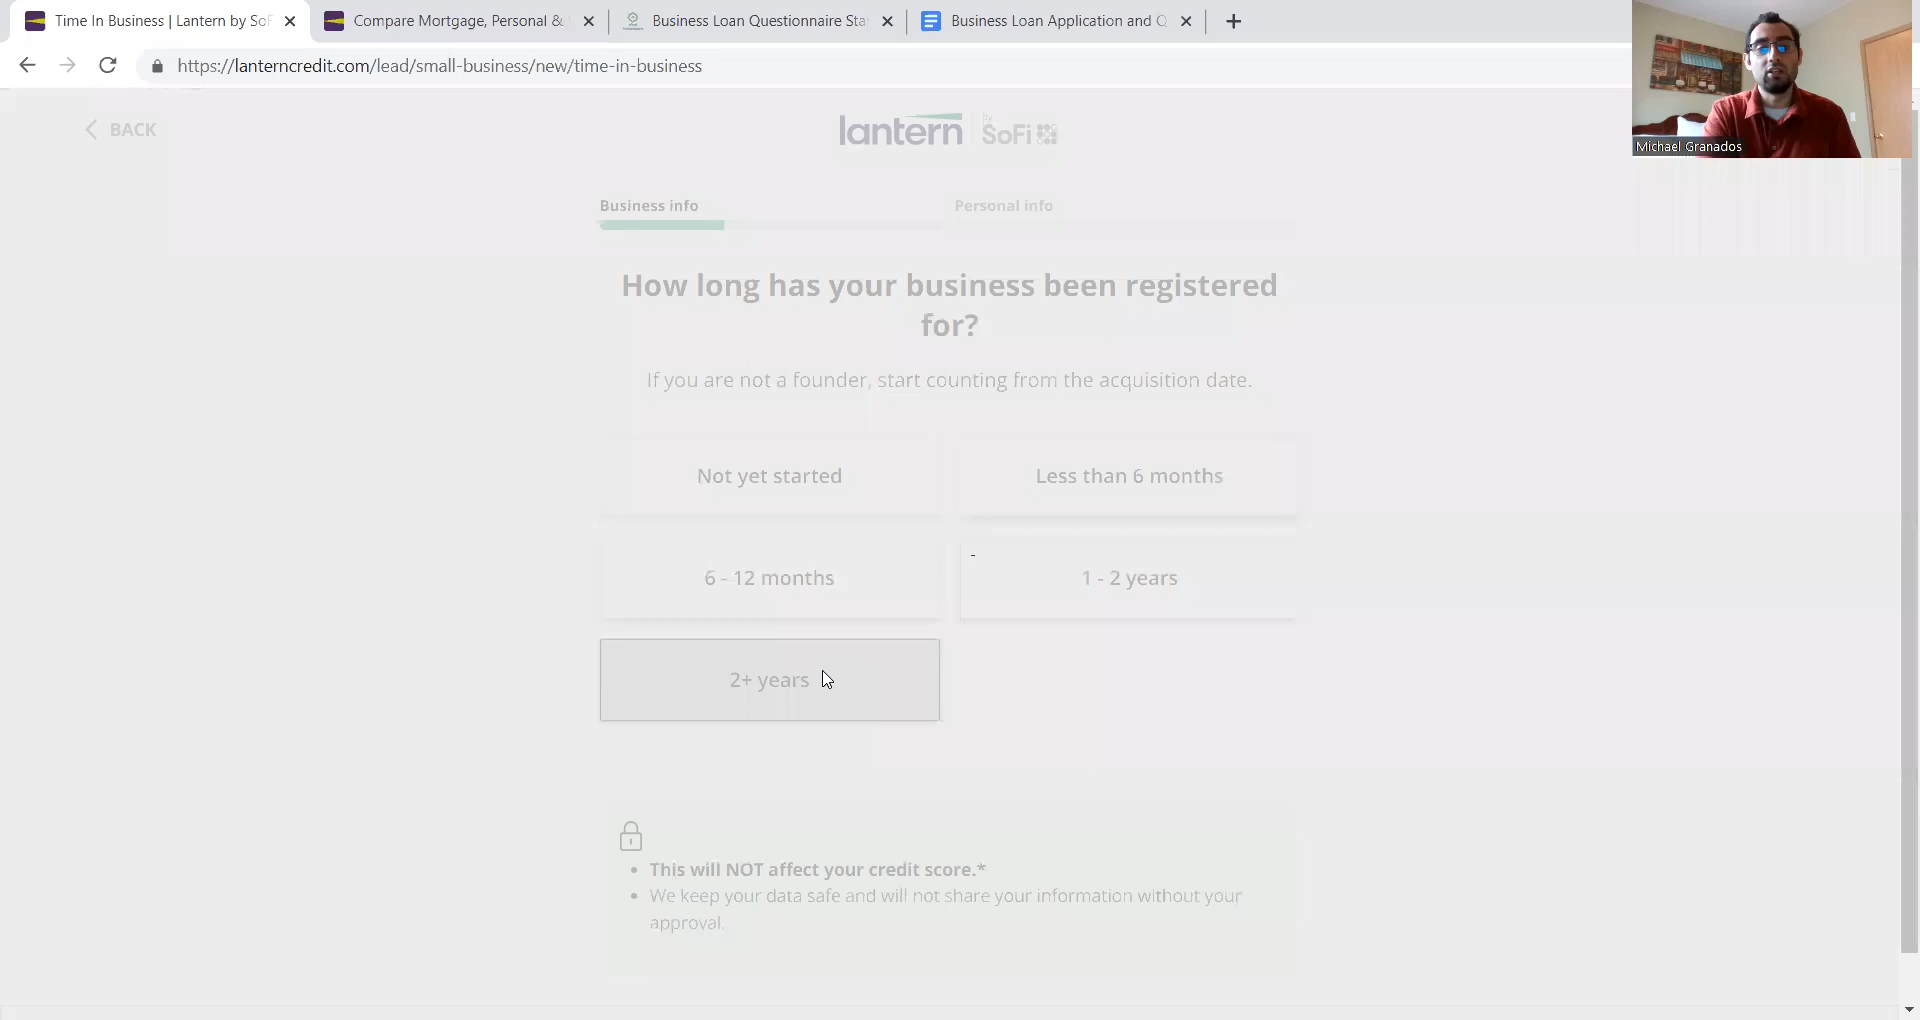 Time In Business | Lantern by SoF
Compare Mortgage, Personal &
Business Loan Questionnaire Sta
Business Loan Application and Q
https://lanterncredit.com/lead/small-business/new/time-in-business
Michael Granados
BACK
lantern
by
SoFi
Business info
Personal info
How long has your business been registered
for?
If you are not a founder, start counting from the acquisition date.
Not yet started
Less than 6 months
6 - 12 months
1 - 2 years
2+ years
• This will NOT affect your credit score.*
• We keep your data safe and will not share your information without your
approval.